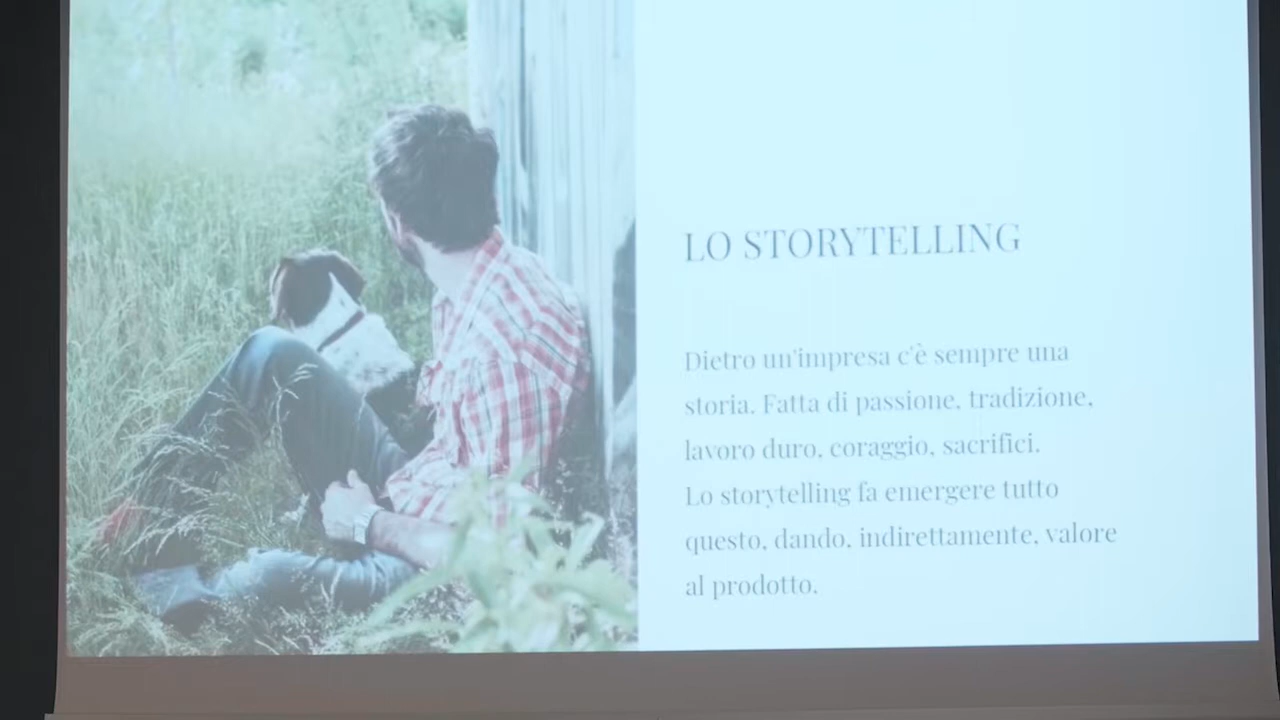 LO STORYTELLING
Dietro un'impresa c'è sempre una
storia. Fatta di passione, tradizione,
lavoro duro, coraggio, sacrifici.
Lo storytelling fa emergere tutto
questo, dando, indirettamente, valore
al prodotto.